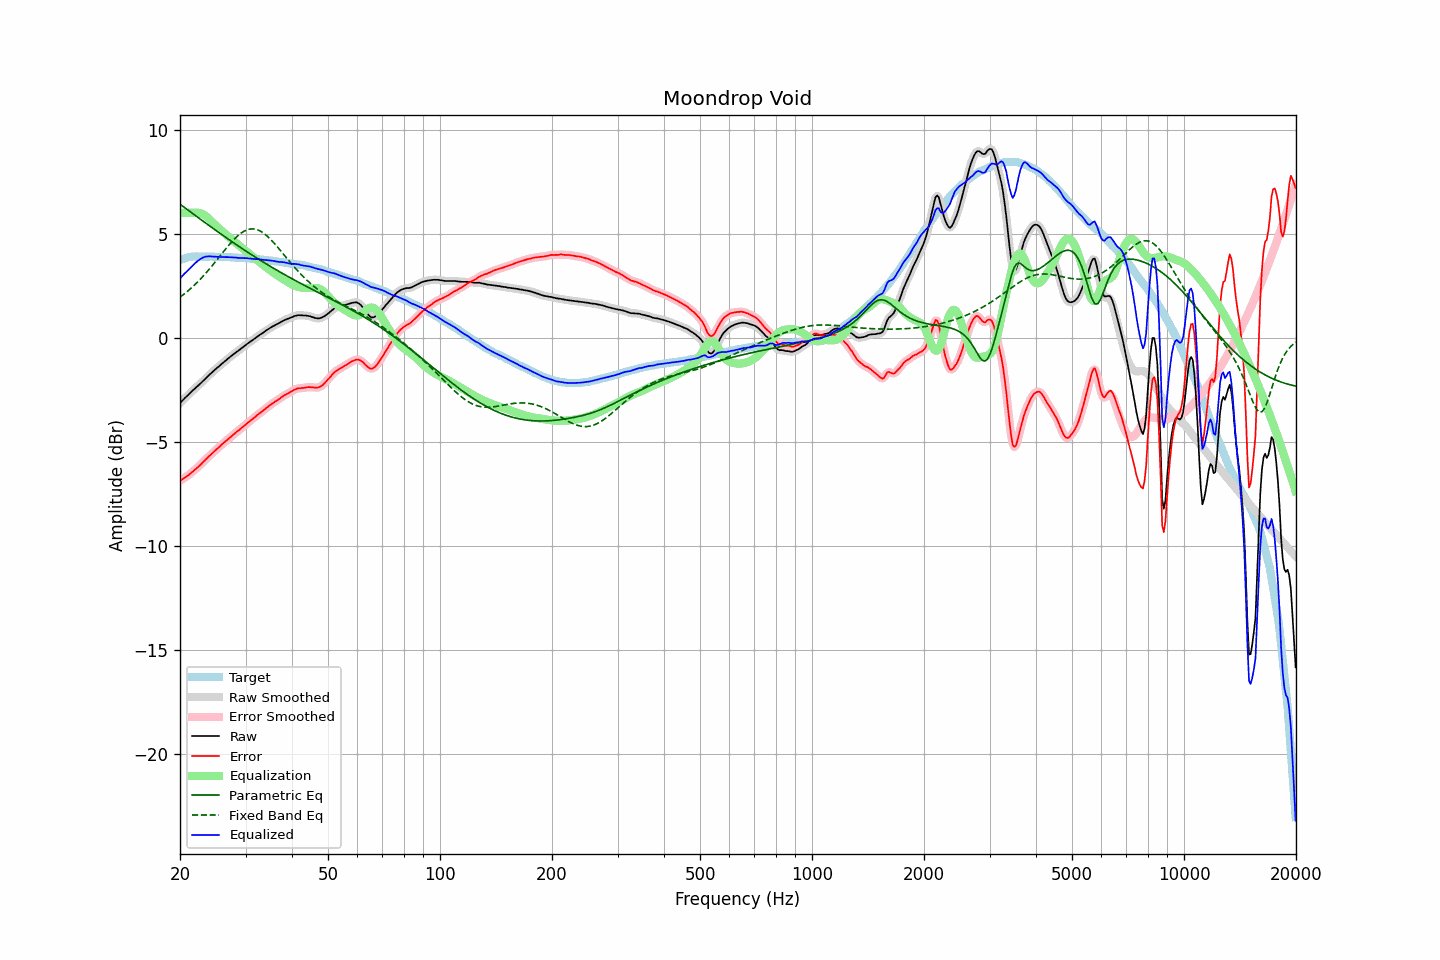 Moondrop Void
Amplitude (dBr)
10
5
0
−5
−10
−15
−20
Target
Raw Smoothed
Error Smoothed
Raw
Error
Equalization
Parametric Eq
Fixed Band Eq
Equalized
20 50 100 200 500 1000 2000 5000 10000 20000
Frequency (Hz)